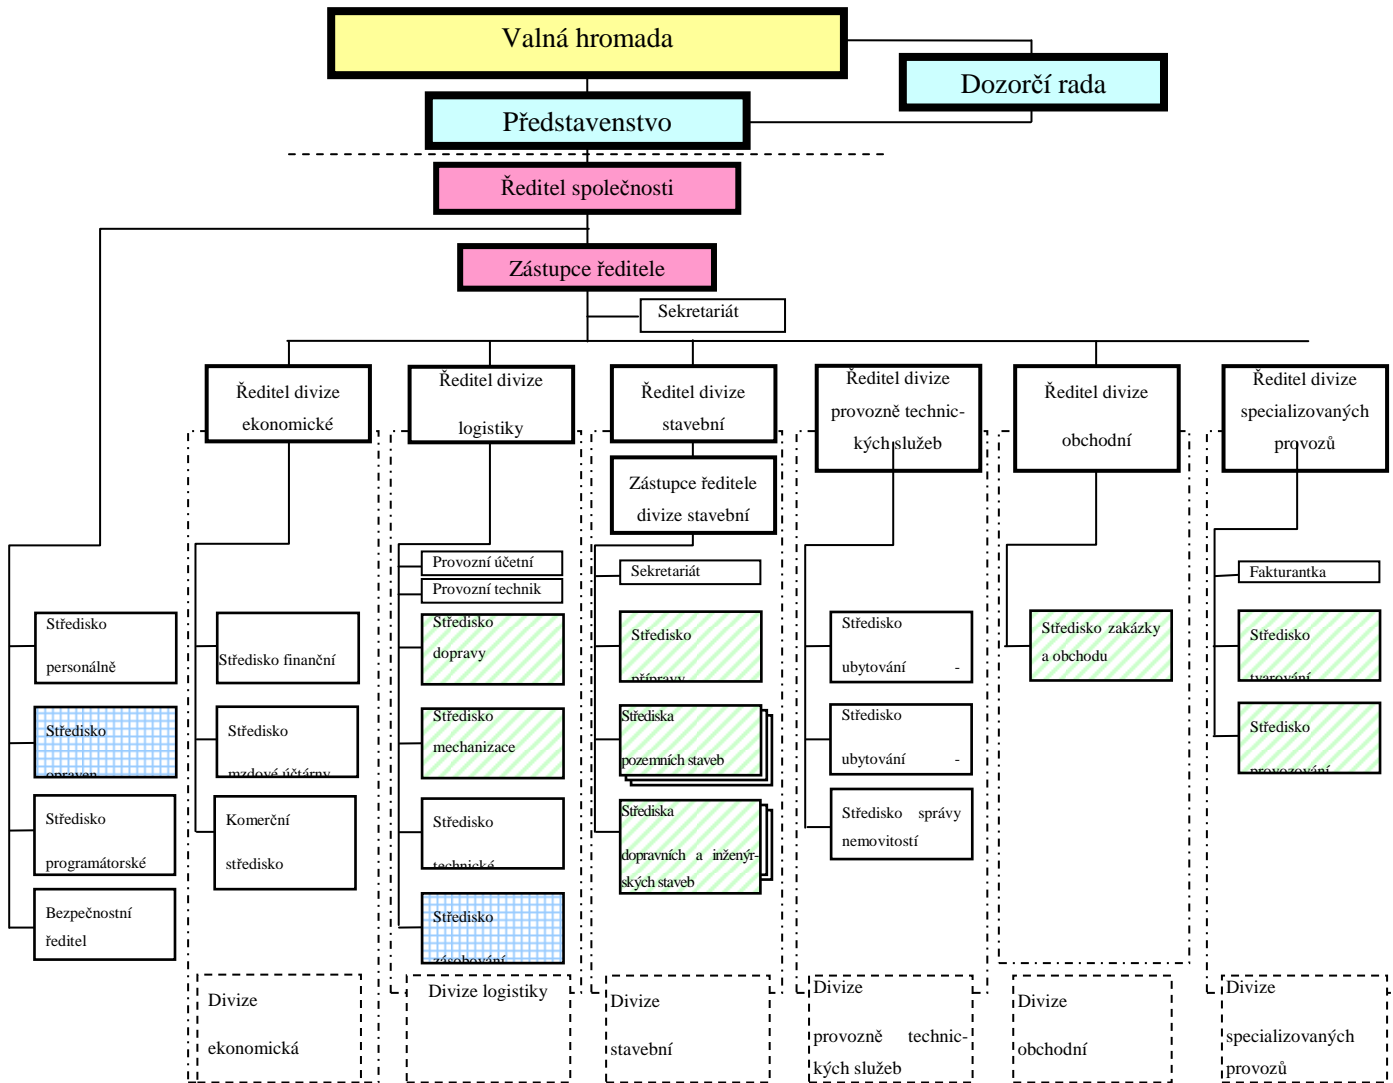 Valná hromada
Dozorčí rada
Představenstvo
Ředitel společnosti
Zástupce ředitele
Sekretariát
Ředitel divize
ekonomické
Ředitel divize
logistiky
Ředitel divize
stavební
Zástupce ředitele
divize stavební
Ředitel divize
provozně technic-
kých služeb
Ředitel divize
obchodní
Ředitel divize
specializovaných
provozů
Středisko
personálně
Středisko
opraven
Středisko
programátorské
Bezpečnostní
ředitel
Středisko finanční
Středisko
mzdové účtárny
Komerční
středisko
Provozní účetní
Provozní technik
Středisko
dopravy
Středisko
mechanizace
Středisko
technické
Středisko
zásobování
Sekretariát
Středisko
přípravy
Střediska
pozemních staveb
Střediska
dopravních a inženýr-
ských staveb
Středisko
ubytování -
Středisko
ubytování -
Středisko správy
nemovitostí
Středisko zakázky
a obchodu
Fakturantka
Středisko
tvarování
Středisko
provozování
Divize
ekonomická
Divize logistiky
Divize
stavební
Divize
provozně technic-
kých služeb
Divize
obchodní
Divize
specializovaných
provozů